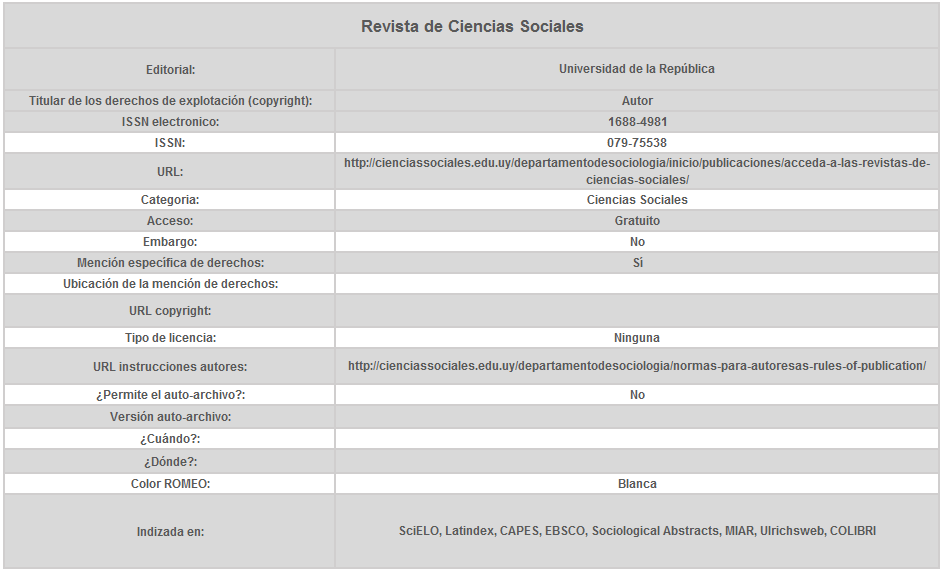 Revista de Ciencias Sociales
Editorial: Universidad de la República
Titular de los derechos de explotación (copyright): Autor
ISSN electronico: 1688-4981
ISSN: 079-75538
URL: http://cienciassociales.edu.uy/departamentodesociologia/inicio/publicaciones/acceda-a-las-revistas-de-
ciencias-sociales/
Categoria: Ciencias Sociales
Acceso: Gratuito
Embargo: No
Mención específica de derechos: Si
Ubicación de la mención de derechos:
URL copyright:
Tipo de licencia: Ninguna
URL instrucciones autores: http://cienciassociales.edu.uy/departamentodesociologia/normas-para-autoresas-rules-of-publication/
¿Permite el auto-archivo?: No
Versión auto-archivo:
¿Cuándo?:
¿Dónde?:
Color ROMEO: Blanca
Indizada en: SciELO, Latindex, CAPES, EBSCO, Sociological Abstracts, MIAR, Ulrichsweb, COLIBRI